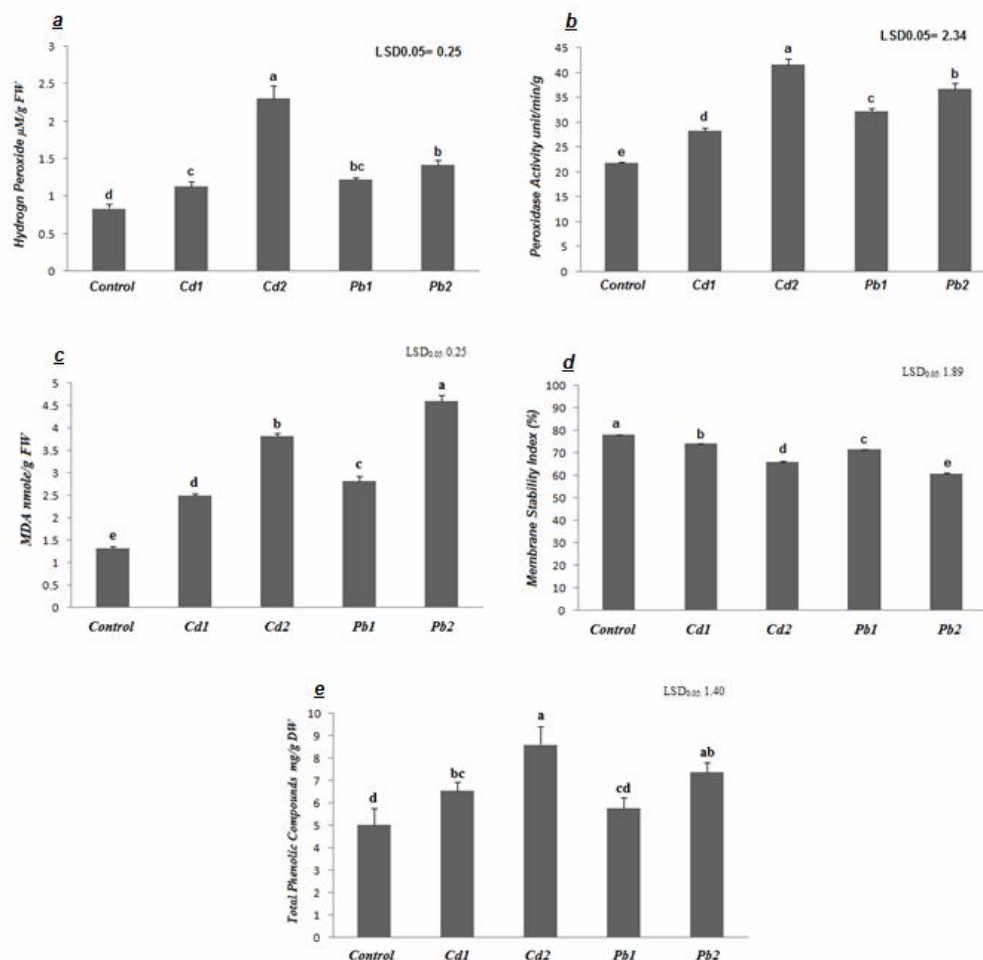 a
LSD0.05= 0.25
Hydrogn Peroxide µM/g FW
3
2.5
2
1.5
1
0.5
0
d
c
a
bc
b
Control Cd1 Cd2 Pb1 Pb2
b
LSD0.05= 2.34
Peroxidase Activity unit/min/g
45
40
35
30
25
20
15
10
5
0
e
d
a
c
b
Control Cd1 Cd2 Pb1 Pb2
c
LSD0.05: 0.25
MDA nmole/g FW
5
4.5
4
3.5
3
2.5
2
1.5
1
0.5
0
e
d
b
c
a
Control Cd1 Cd2 Pb1 Pb2
d
LSD0.05: 1.89
Membrane Stability Index (%)
100
90
80
70
60
50
40
30
20
10
0
a
b
d
c
e
Control Cd1 Cd2 Pb1 Pb2
e
LSD0.05: 1.40
Total Phenolic Compounds mg/g DW
10
9
8
7
6
5
4
3
2
1
0
d
bc
a
cd
ab
Control Cd1 Cd2 Pb1 Pb2